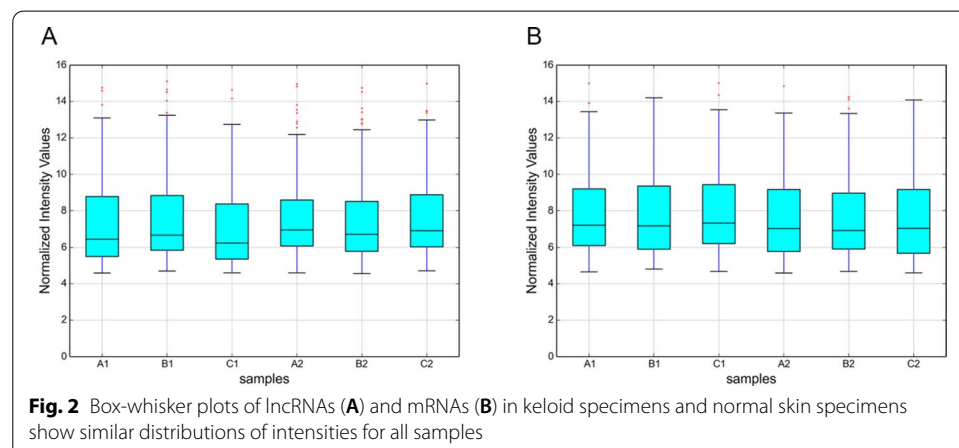 A
B
16
14
12
10
8
6
4
2
0
Normalized Intensity Values
A1 B1 C1 A2 B2 C2
samples
16
14
12
10
8
6
4
2
0
Normalized Intensity Values
A1 B1 C1 A2 B2 C2
samples
Fig. 2 Box-whisker plots of lncRNAs (A) and mRNAs (B) in keloid specimens and normal skin specimens
show similar distributions of intensities for all samples